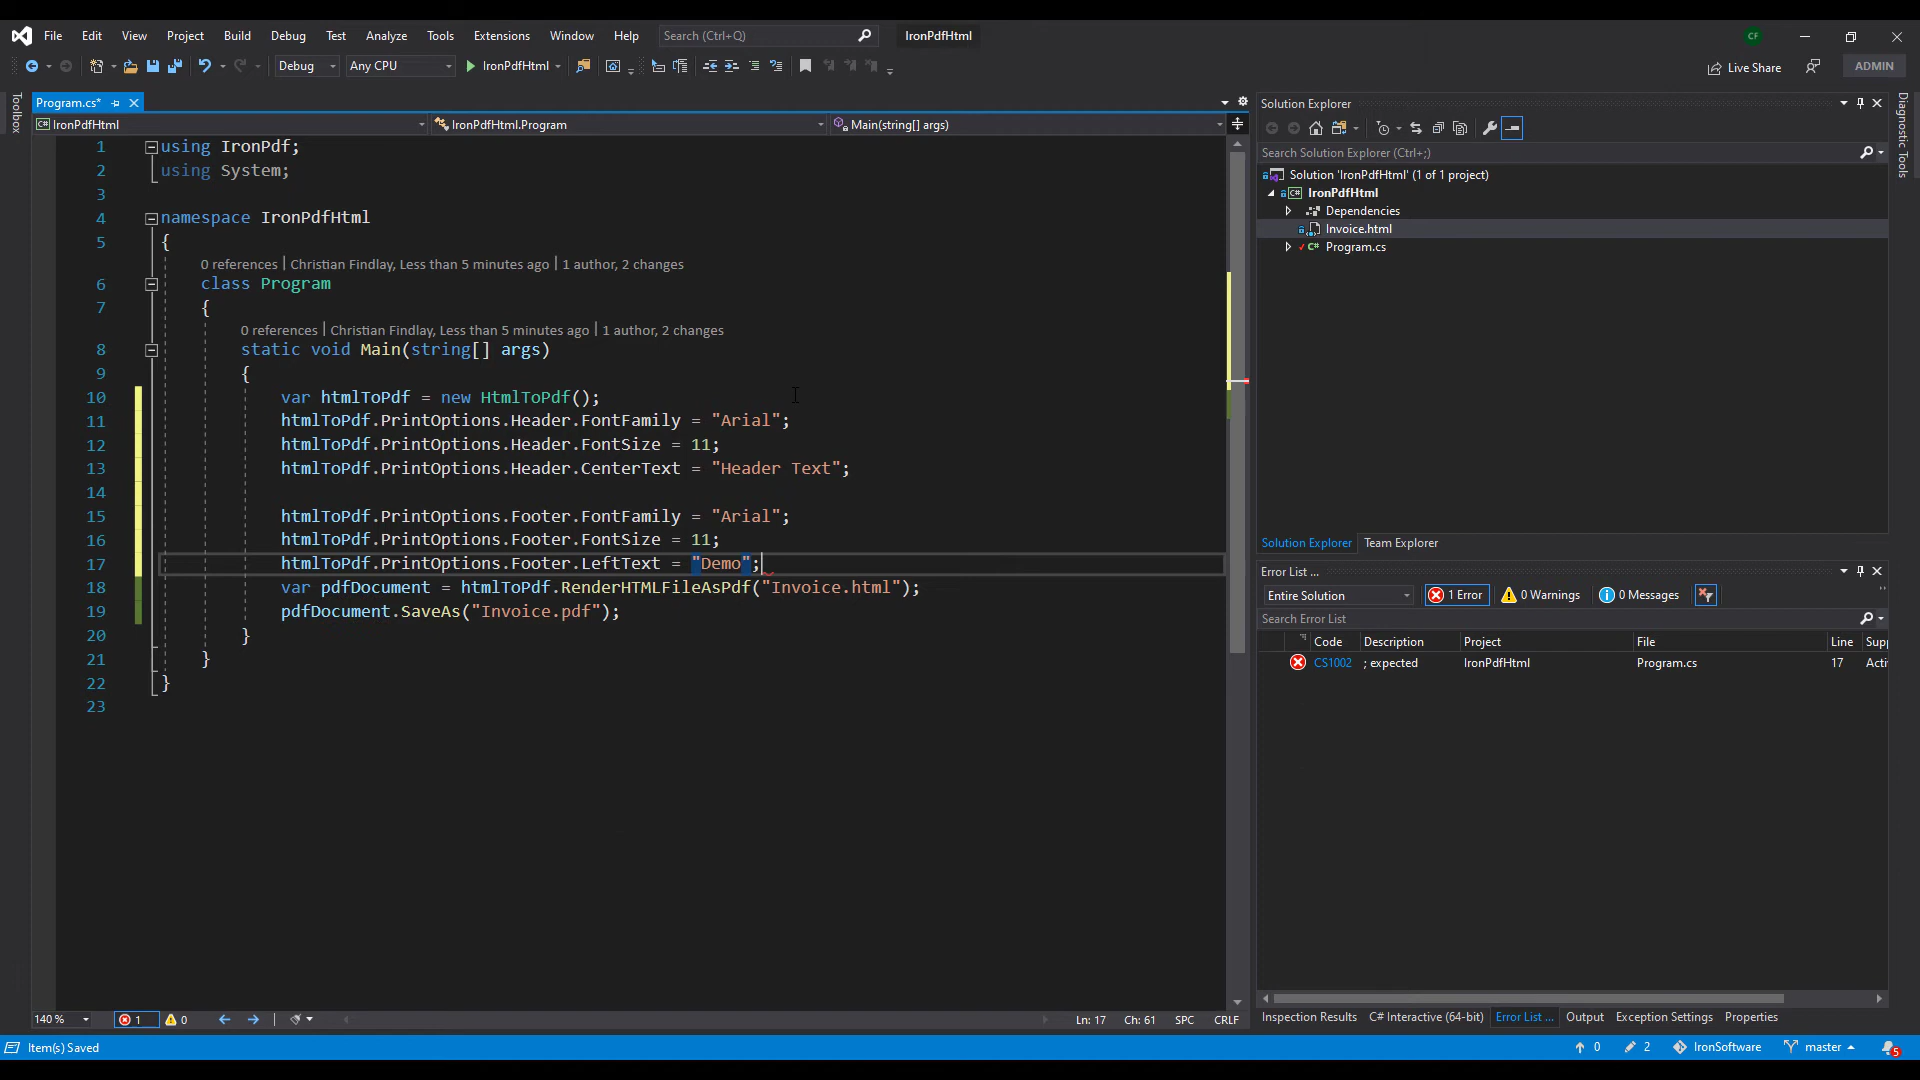 File Edit View Project Build Debug Test Analyze Tools Extensions Window Help Search (Ctrl+Q) IronPdfHtml CF
Debug Any CPU IronPdfHtml Live Share ADMIN
Toolbox
Program.cs*
IronPdfHtml IronPdfHtml.Program Main(string[] args)
1 using IronPdf;
2 using System;
3
4 namespace IronPdfHtml
5 {
0 references | Christian Findlay, Less than 5 minutes ago | 1 author, 2 changes
6 class Program
7 {
0 references | Christian Findlay, Less than 5 minutes ago | 1 author, 2 changes
8 static void Main(string[] args)
9 {
10 var htmlToPdf = new HtmlToPdf();
11 htmlToPdf.PrintOptions.Header.FontFamily = "Arial";
12 htmlToPdf.PrintOptions.Header.FontSize = 11;
13 htmlToPdf.PrintOptions.Header.CenterText = "Header Text";
14
15 htmlToPdf.PrintOptions.Footer.FontFamily = "Arial";
16 htmlToPdf.PrintOptions.Footer.FontSize = 11;
17 htmlToPdf.PrintOptions.Footer.LeftText = "Demo";
18 var pdfDocument = htmlToPdf.RenderHTMLFileAsPdf("Invoice.html");
19 pdfDocument.SaveAs("Invoice.pdf");
20 }
21 }
22 }
23
140 % 1 0 Ln: 17 Ch: 61 SPC CRLF
Solution Explorer
Search Solution Explorer (Ctrl+;)
Solution 'IronPdfHtml' (1 of 1 project)
C# IronPdfHtml
Dependencies
Invoice.html
C# Program.cs
Solution Explorer Team Explorer
Error List ...
Entire Solution 1 Error 0 Warnings 0 Messages
Search Error List
Code Description Project File Line Supp
CS1002 ; expected IronPdfHtml Program.cs 17 Acti
Inspection Results C# Interactive (64-bit) Error List ... Output Exception Settings Properties
Diagnostic Tools
Item(s) Saved 0 2 IronSoftware master 5